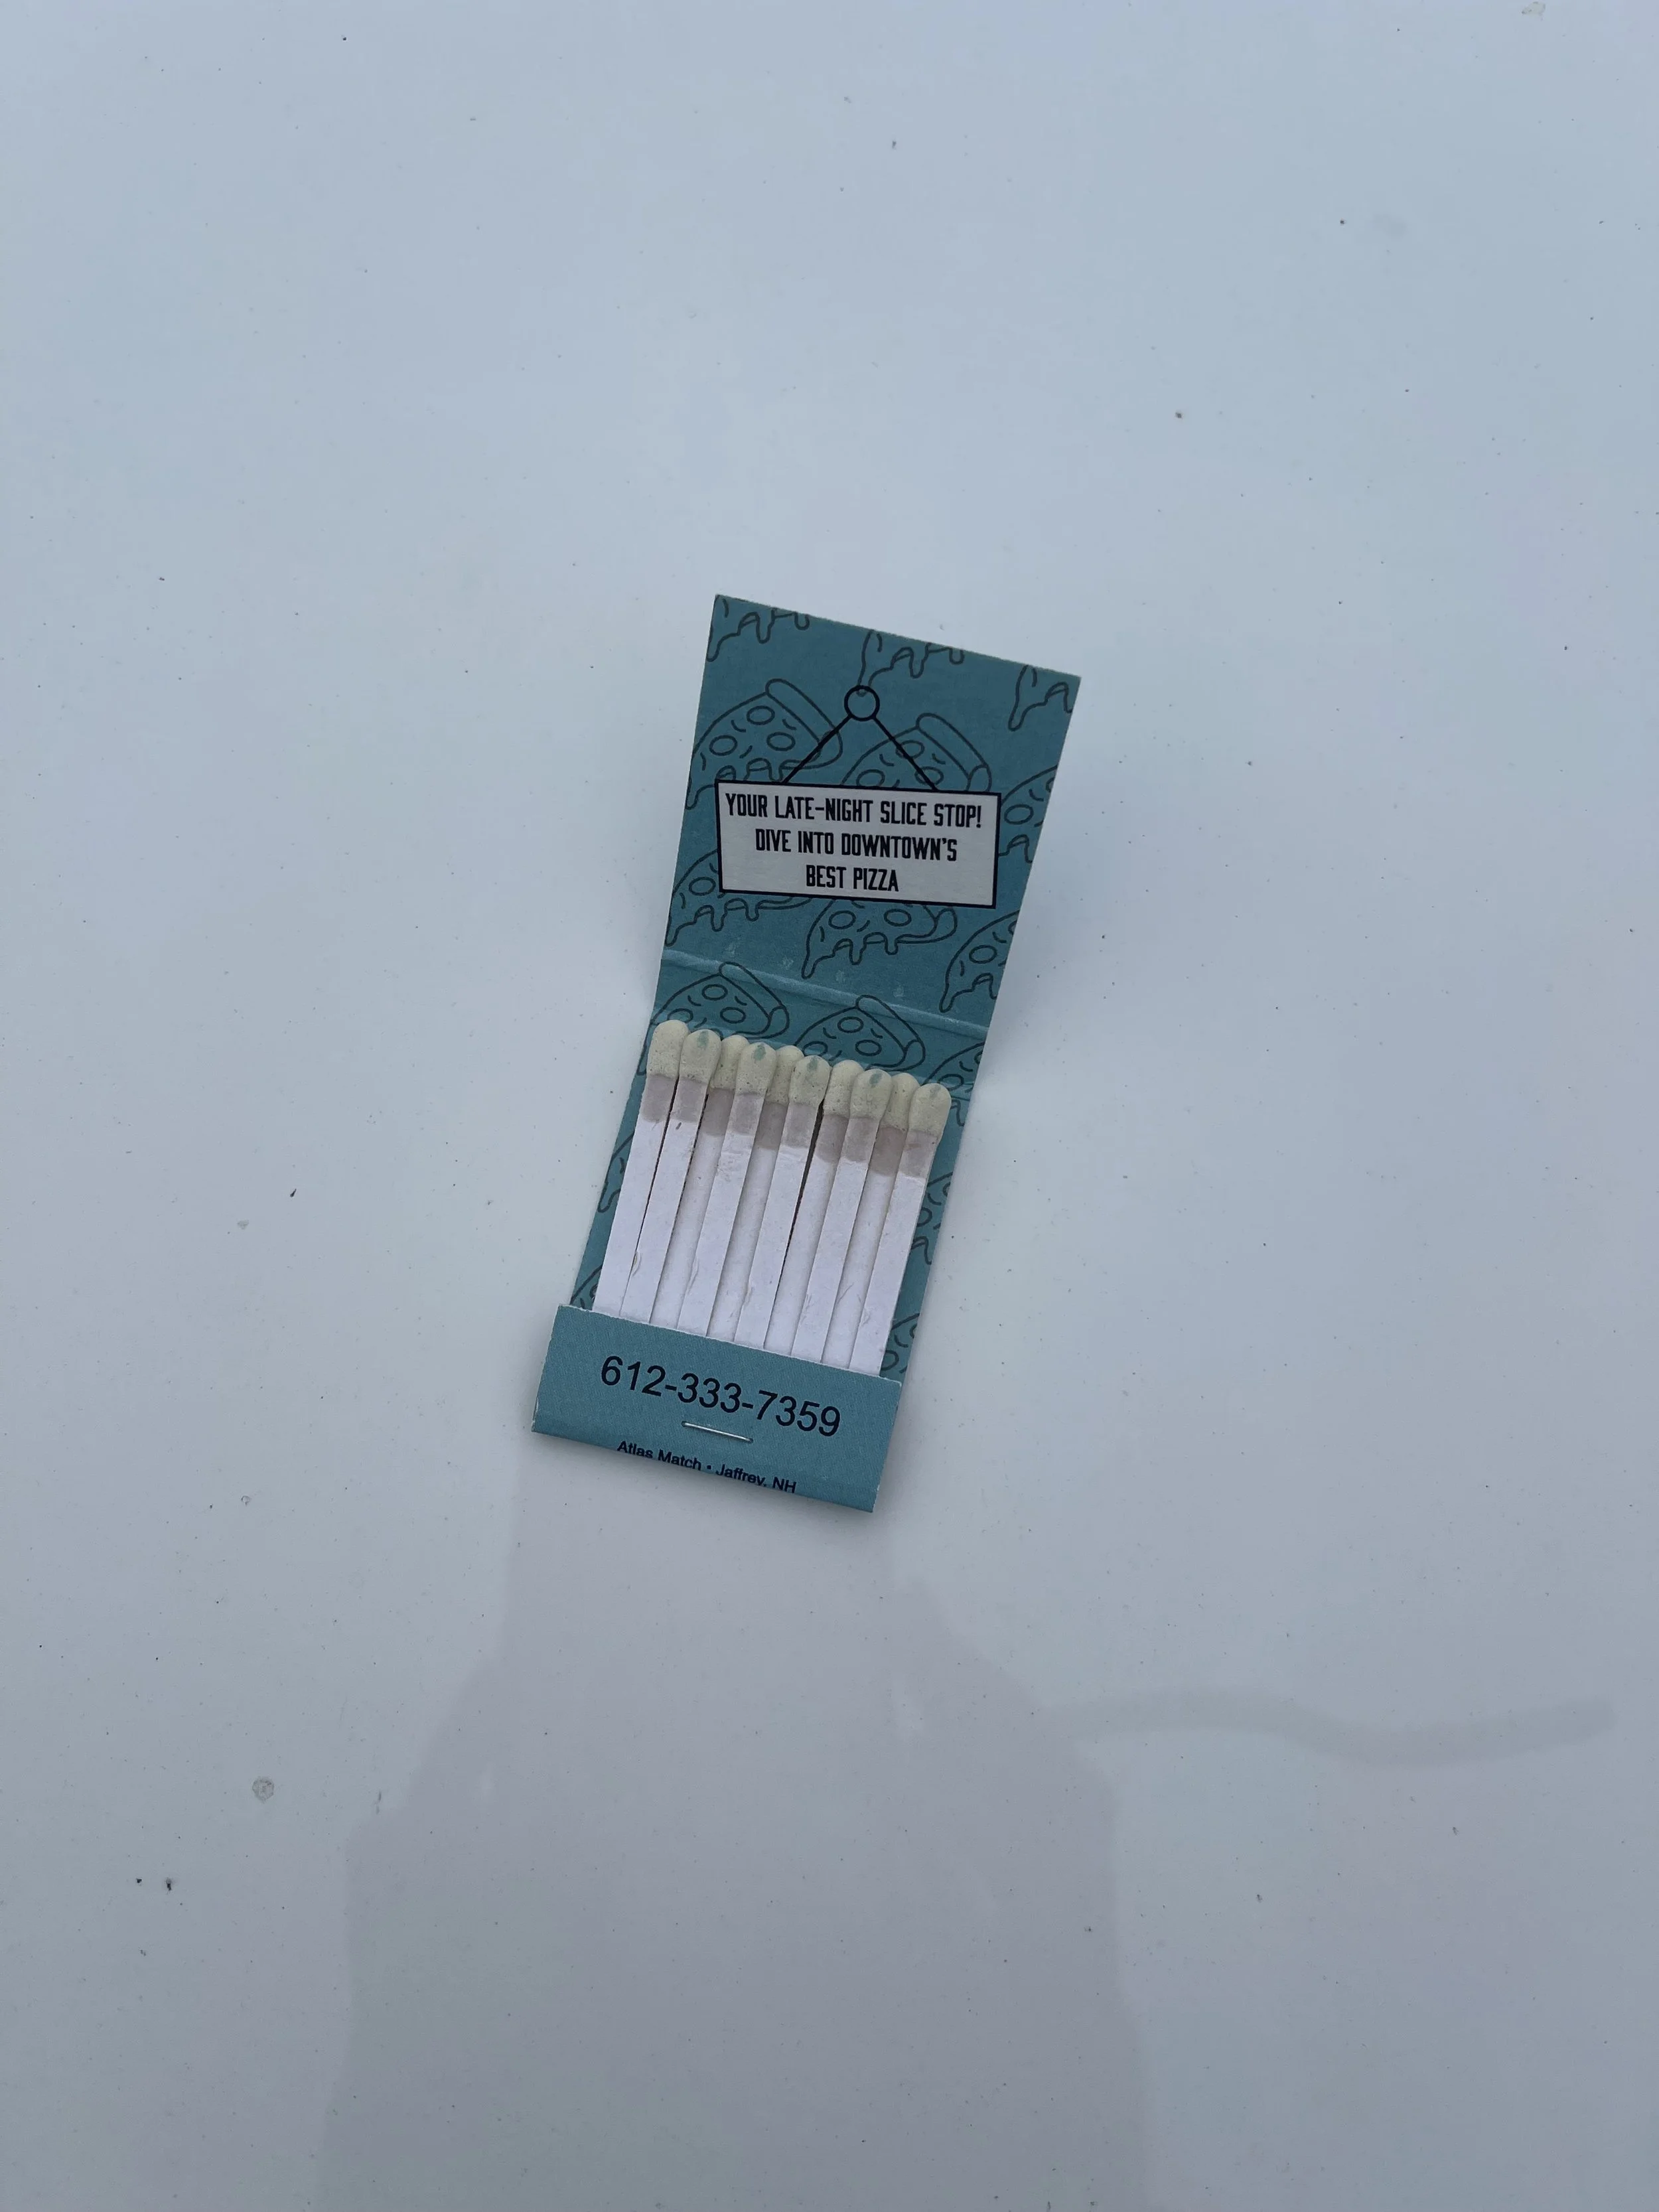 YOUR LATE-NIGHT SLICE STOP!
DIVE INTO DOWNTOWN'S
BEST PIZZA
612-333-7359
Atlas Match • Jaffrey, NH